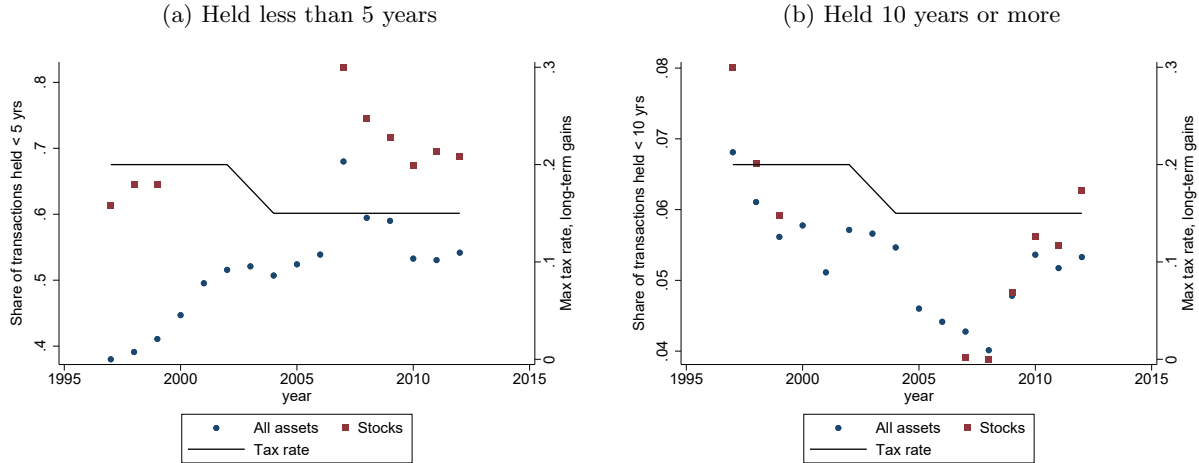 (a) Held less than 5 years
Share of transactions held < 5 yrs
.8
.7
.6
.5
.4
Max tax rate, long-term gains
.3
.2
.1
0
1995 2000 2005 2010 2015
year
All assets Stocks
Tax rate
(b) Held 10 years or more
Share of transactions held < 10 yrs
.08
.07
.06
.05
.04
Max tax rate, long-term gains
.3
.2
.1
0
1995 2000 2005 2010 2015
year
All assets Stocks
Tax rate